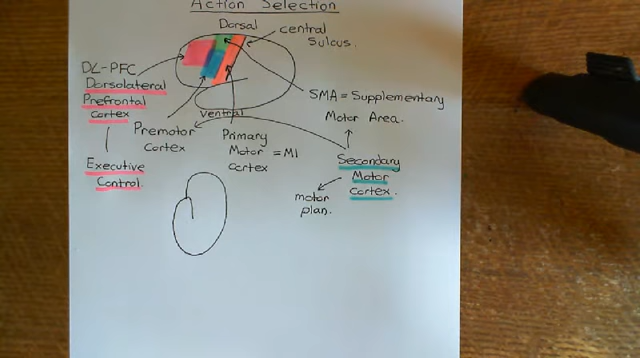 Action Selection
Dorsal
central
Sulcus.
DL-PFC
Dorsolateral
Prefrontal
Cortex
SMA = Supplementary
Motor Area.
Ventral
Premotor
Cortex
Primary
Motor = M1
Cortex
Secondary
Motor
Cortex.
Executive
Control.
motor
plan.